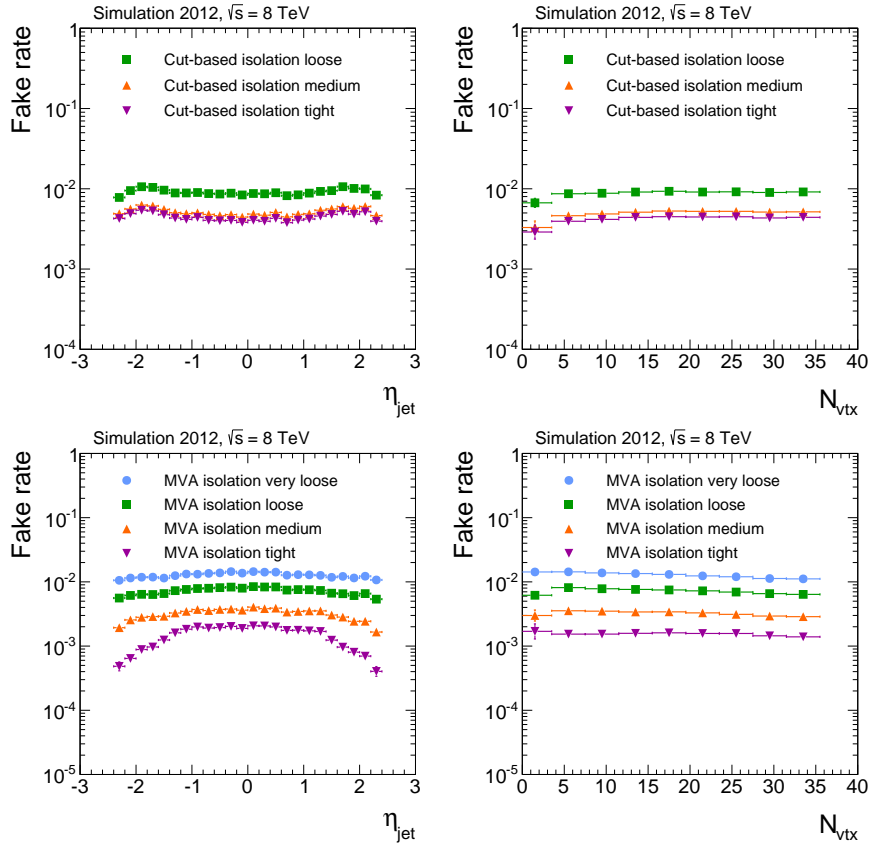 Simulation 2012, √s = 8 TeV
Fake rate
1
10⁻¹
10⁻²
10⁻³
10⁻⁴
Cut-based isolation loose
Cut-based isolation medium
Cut-based isolation tight
-3 -2 -1 0 1 2 3
η_jet
Simulation 2012, √s = 8 TeV
Fake rate
1
10⁻¹
10⁻²
10⁻³
10⁻⁴
Cut-based isolation loose
Cut-based isolation medium
Cut-based isolation tight
0 5 10 15 20 25 30 35 40
N_vtx
Simulation 2012, √s = 8 TeV
Fake rate
1
10⁻¹
10⁻²
10⁻³
10⁻⁴
10⁻⁵
MVA isolation very loose
MVA isolation loose
MVA isolation medium
MVA isolation tight
-3 -2 -1 0 1 2 3
η_jet
Simulation 2012, √s = 8 TeV
Fake rate
1
10⁻¹
10⁻²
10⁻³
10⁻⁴
10⁻⁵
MVA isolation very loose
MVA isolation loose
MVA isolation medium
MVA isolation tight
0 5 10 15 20 25 30 35 40
N_vtx